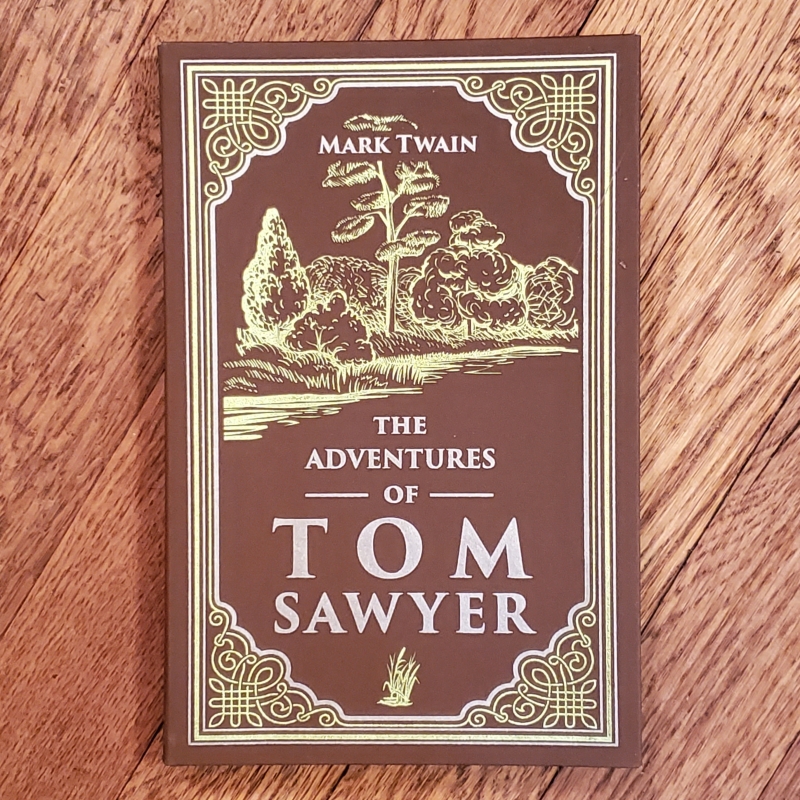 MARK TWAIN
THE
ADVENTURES
OF
TOM
SAWYER